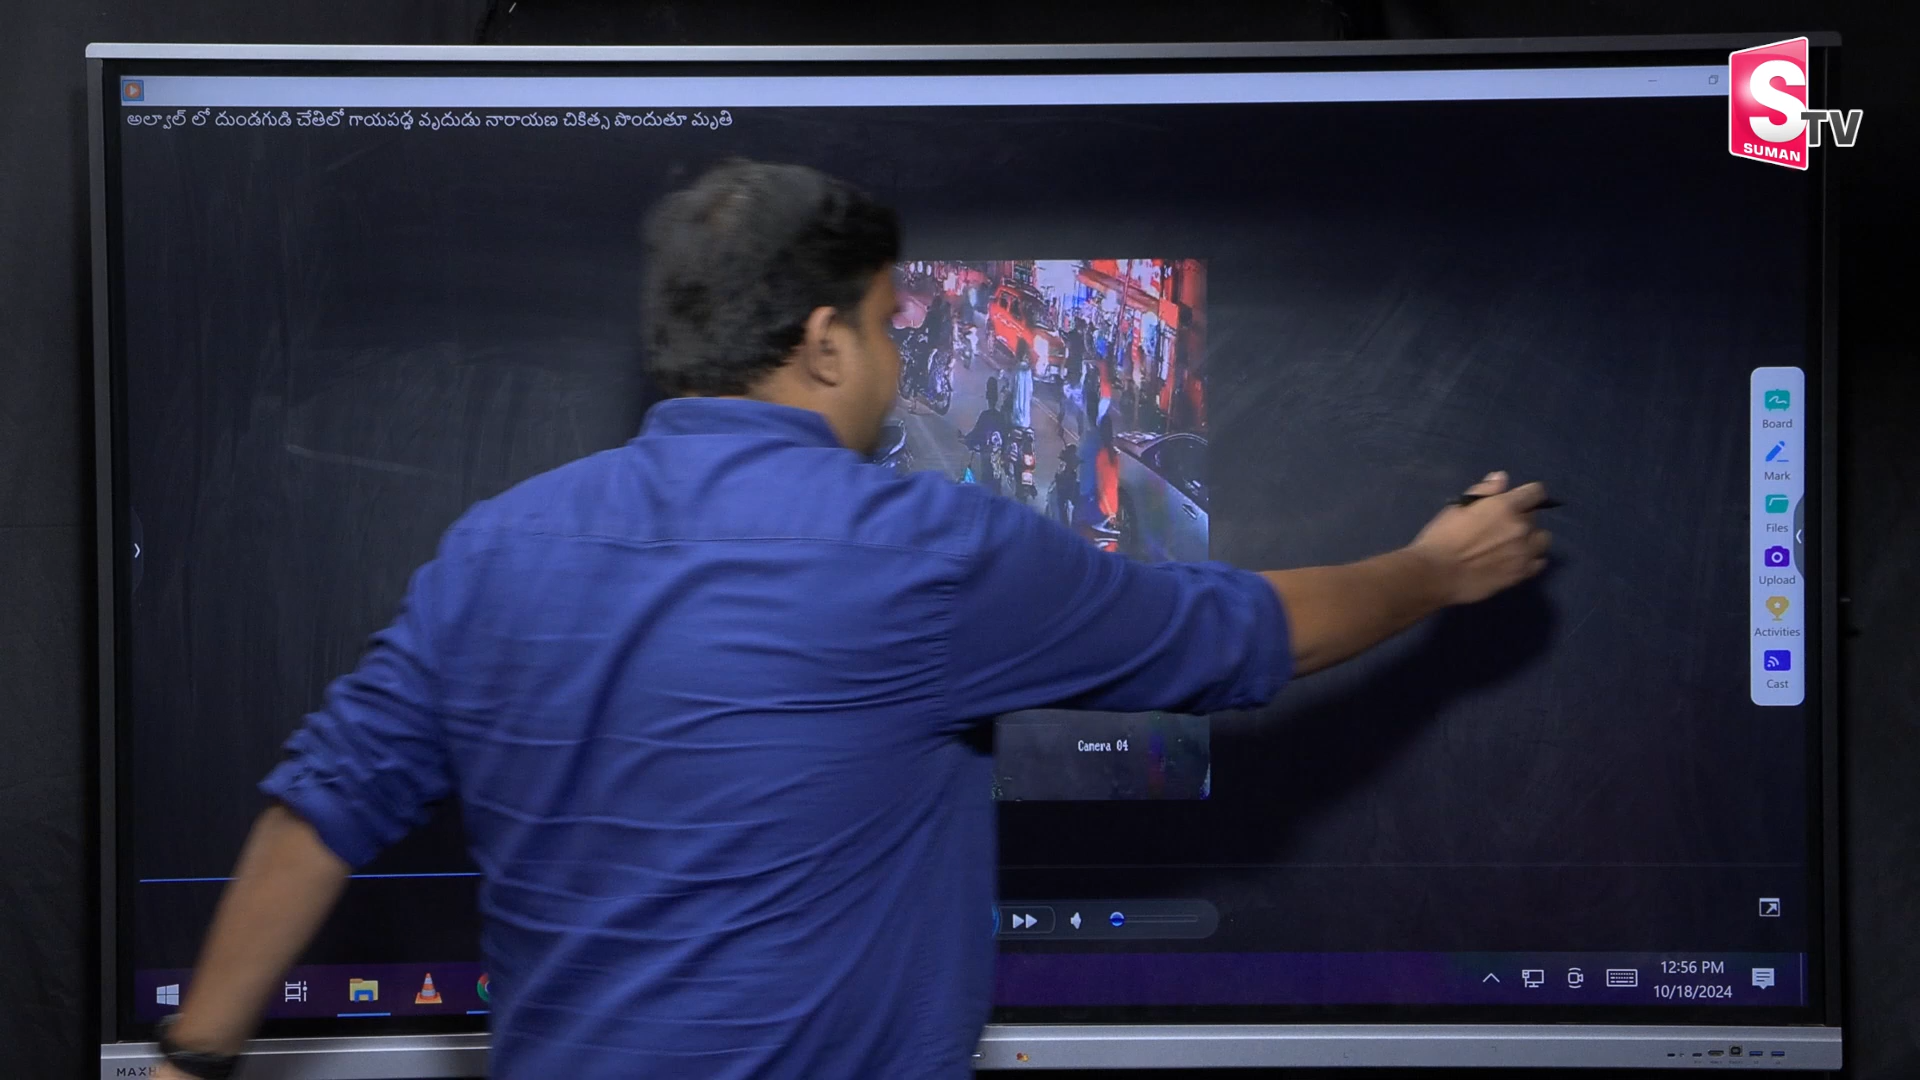 అల్వాల్ లో దుండగుడి చేతిలో గాయపడ్డ వృదుడు నారాయణ చికిత్స పొందుతూ మృతి
S TV
SUMAN
Board
Mark
Files
Upload
Activities
Cast
Camera 04
12:56 PM
10/18/2024
MAXH